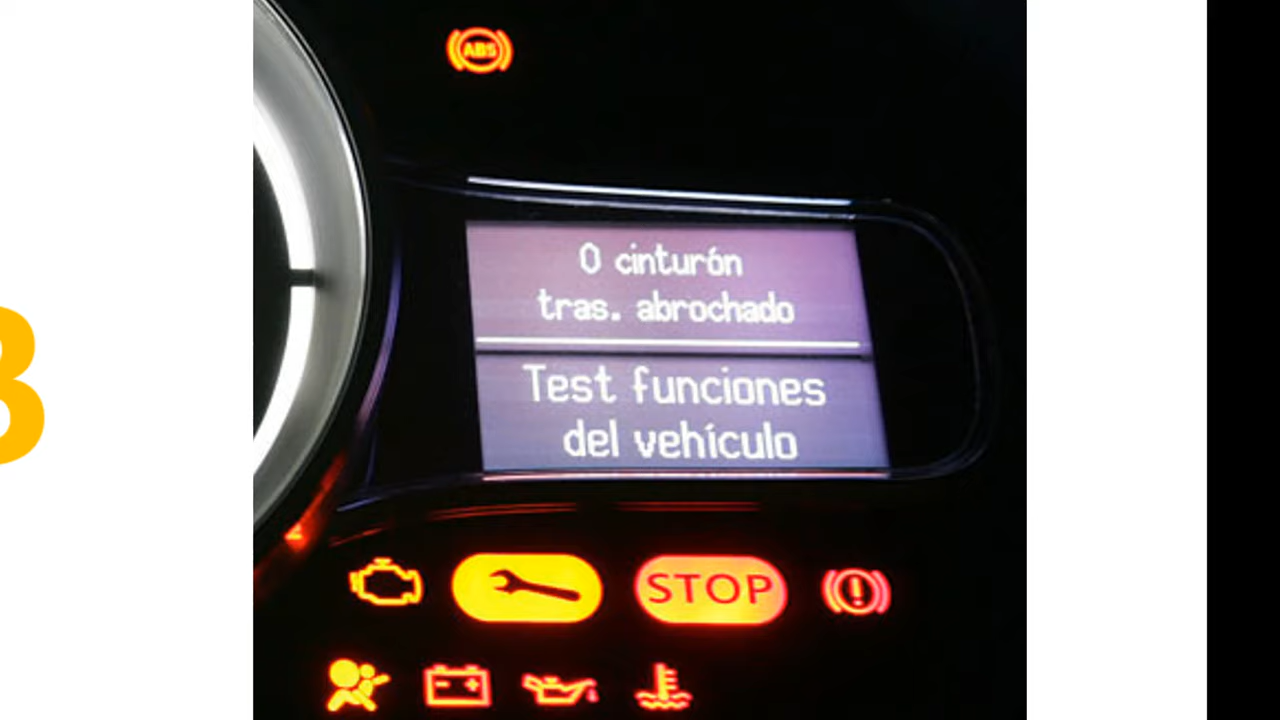 ABS
0 cinturón
tras. abrochado
Test funciones
del vehículo
STOP